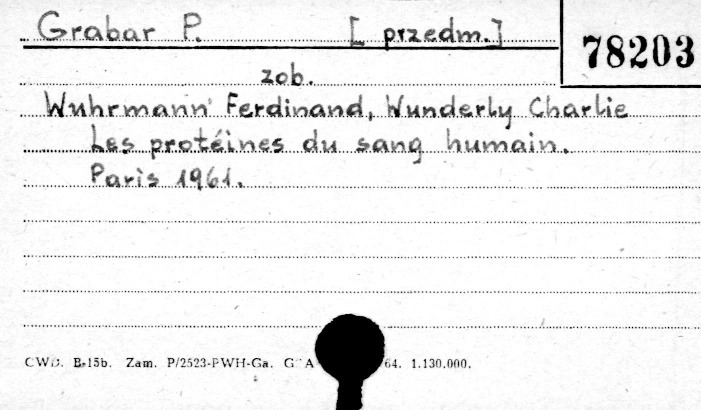 Grabar P. [ przedm.]
78203
zob.
Wuhrmann Ferdinand, Wunderly Charlie
Les protéines du sang humain.
Paris 1961.
B-15b. Zam. P/2523-PWH-Ga. 64. 1.130.000.